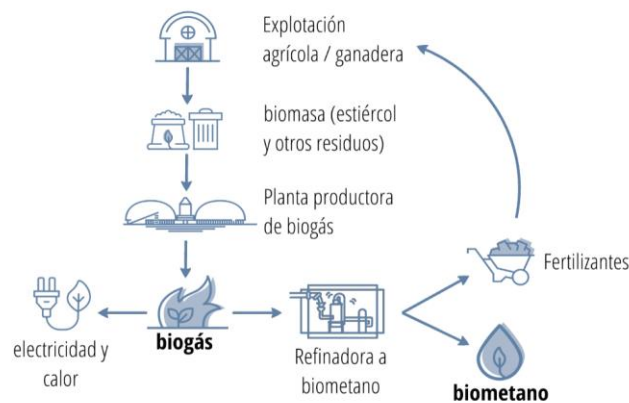 Explotación
agrícola / ganadera
biomasa (estiércol
y otros residuos)
Planta productora
de biogás
Fertilizantes
electricidad y
calor
biogás
Refinadora a
biometano
biometano